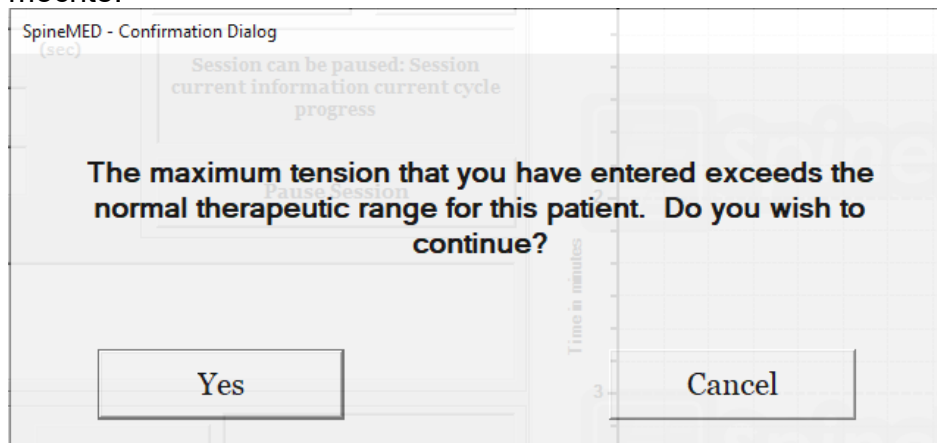 SpineMED - Confirmation Dialog
(sec)
Session can be paused: Session
current information current cycle
progress
Pause Session
The maximum tension that you have entered exceeds the
normal therapeutic range for this patient.  Do you wish to
continue?
Spine
2
Time in minutes
3
Yes
Cancel